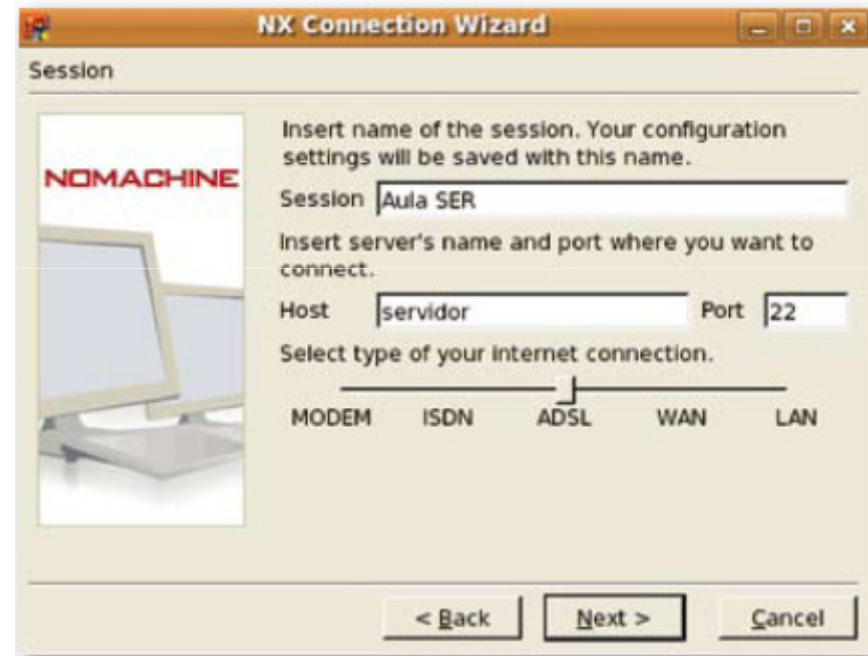 NX Connection Wizard
Session
NOMACHINE
Insert name of the session. Your configuration
settings will be saved with this name.
Session Aula SER
Insert server's name and port where you want to
connect.
Host servidor Port 22
Select type of your internet connection.
MODEM ISDN ADSL WAN LAN
< Back Next > Cancel